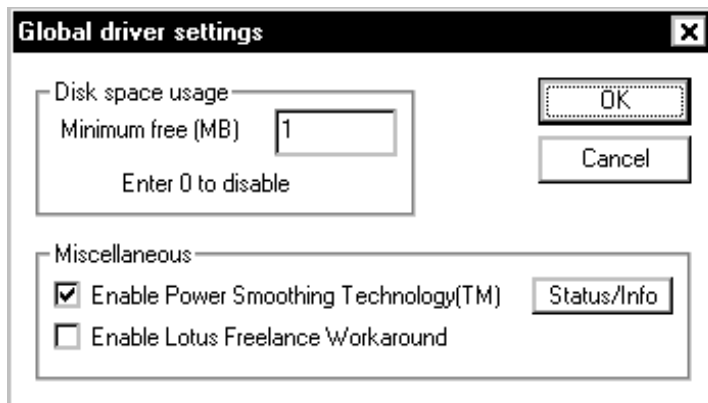 Global driver settings
Disk space usage
Minimum free (MB) 1
Enter 0 to disable
OK
Cancel
Miscellaneous
Enable Power Smoothing Technology(TM) Status/Info
Enable Lotus Freelance Workaround